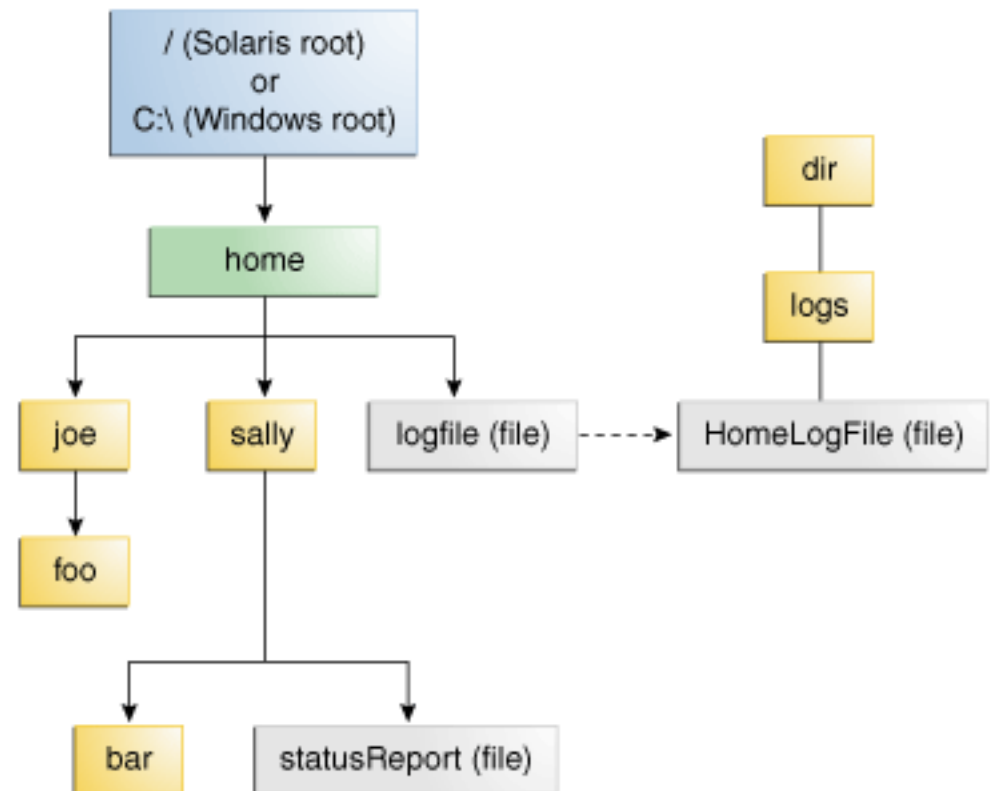 / (Solaris root)
or
C:\ (Windows root)
dir
home
logs
joe
sally
logfile (file)
HomeLogFile (file)
foo
bar
statusReport (file)